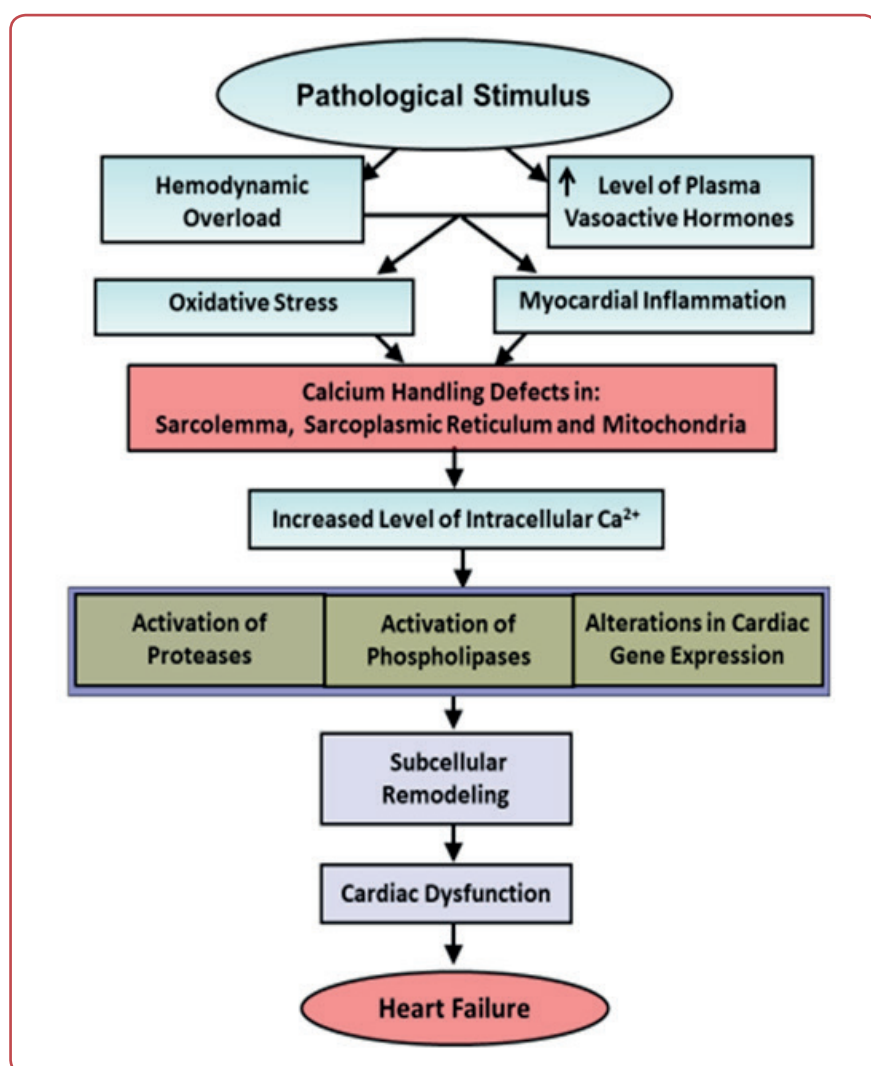 Pathological Stimulus
Hemodynamic
Overload
↑ Level of Plasma
Vasoactive Hormones
Oxidative Stress
Myocardial Inflammation
Calcium Handling Defects in:
Sarcolemma, Sarcoplasmic Reticulum and Mitochondria
Increased Level of Intracellular Ca²⁺
Activation of
Proteases
Activation of
Phospholipases
Alterations in Cardiac
Gene Expression
Subcellular
Remodeling
Cardiac Dysfunction
Heart Failure